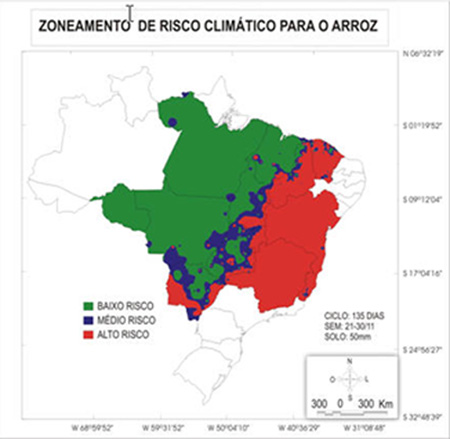 ZONEAMENTO DE RISCO CLIMÁTICO PARA O ARROZ
N 06°32'19"
S 01°19'52"
S 09°12'04"
S 17°04'16"
BAIXO RISCO
MÉDIO RISCO
ALTO RISCO
CICLO: 135 DIAS
SEM: 21-30/11
SOLO: 50mm
S 24°56'27"
N
O L
S
300 0 300 Km
S 32°48'39"
W 68°59'52" W 59°31'52" W 50°04'10" W 40°36'29" W 31°08'48"